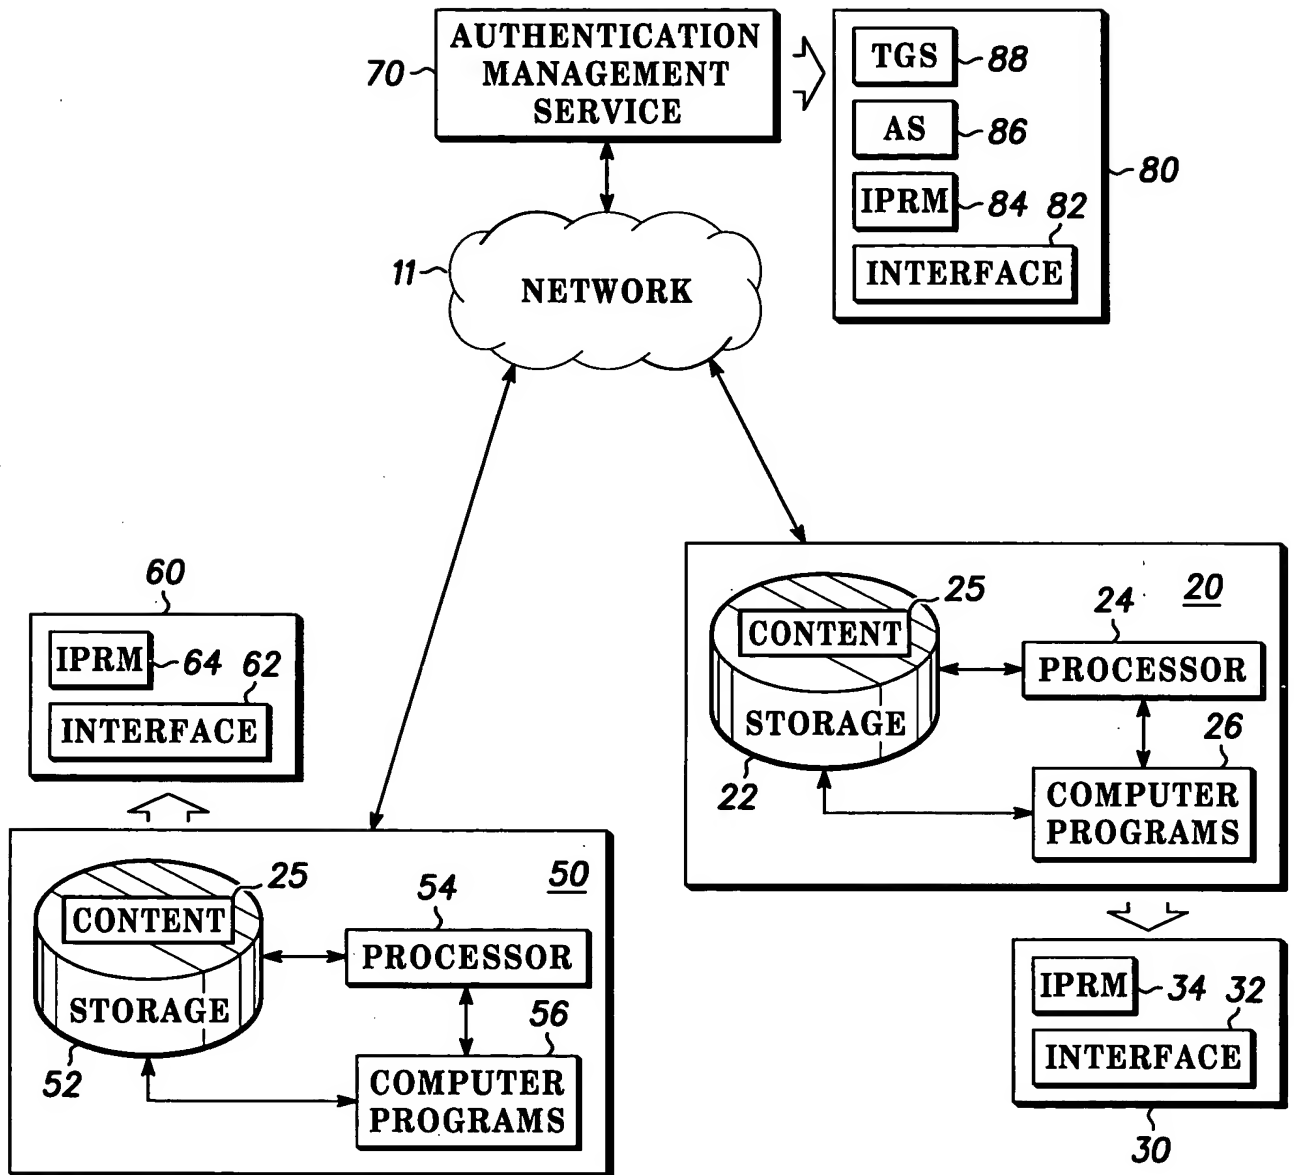 AUTHENTICATION
MANAGEMENT
SERVICE
70
TGS
88
AS
86
80
IPRM
84
82
INTERFACE
11
NETWORK
60
IPRM
64
62
INTERFACE
25
20
CONTENT
24
PROCESSOR
STORAGE
26
22
COMPUTER
PROGRAMS
25
50
CONTENT
54
PROCESSOR
STORAGE
56
52
COMPUTER
PROGRAMS
IPRM
34
32
INTERFACE
30